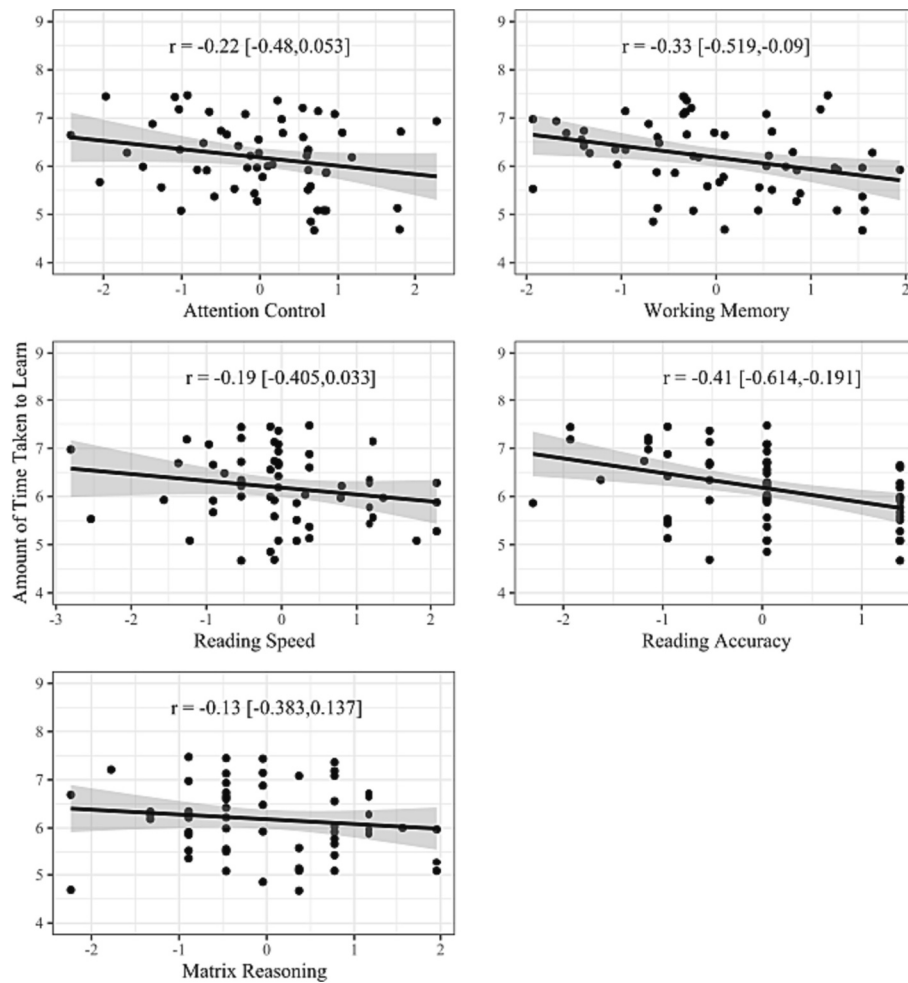 9
r = -0.22 [-0.48,0.053]
8
7
6
5
4
-2 -1 0 1 2
Attention Control
9
r = -0.33 [-0.519,-0.09]
8
7
6
5
4
-2 -1 0 1 2
Working Memory
Amount of Time Taken to Learn
9
r = -0.19 [-0.405,0.033]
8
7
6
5
4
-3 -2 -1 0 1 2
Reading Speed
9
r = -0.41 [-0.614,-0.191]
8
7
6
5
4
-2 -1 0 1
Reading Accuracy
9
r = -0.13 [-0.383,0.137]
8
7
6
5
4
-2 -1 0 1 2
Matrix Reasoning